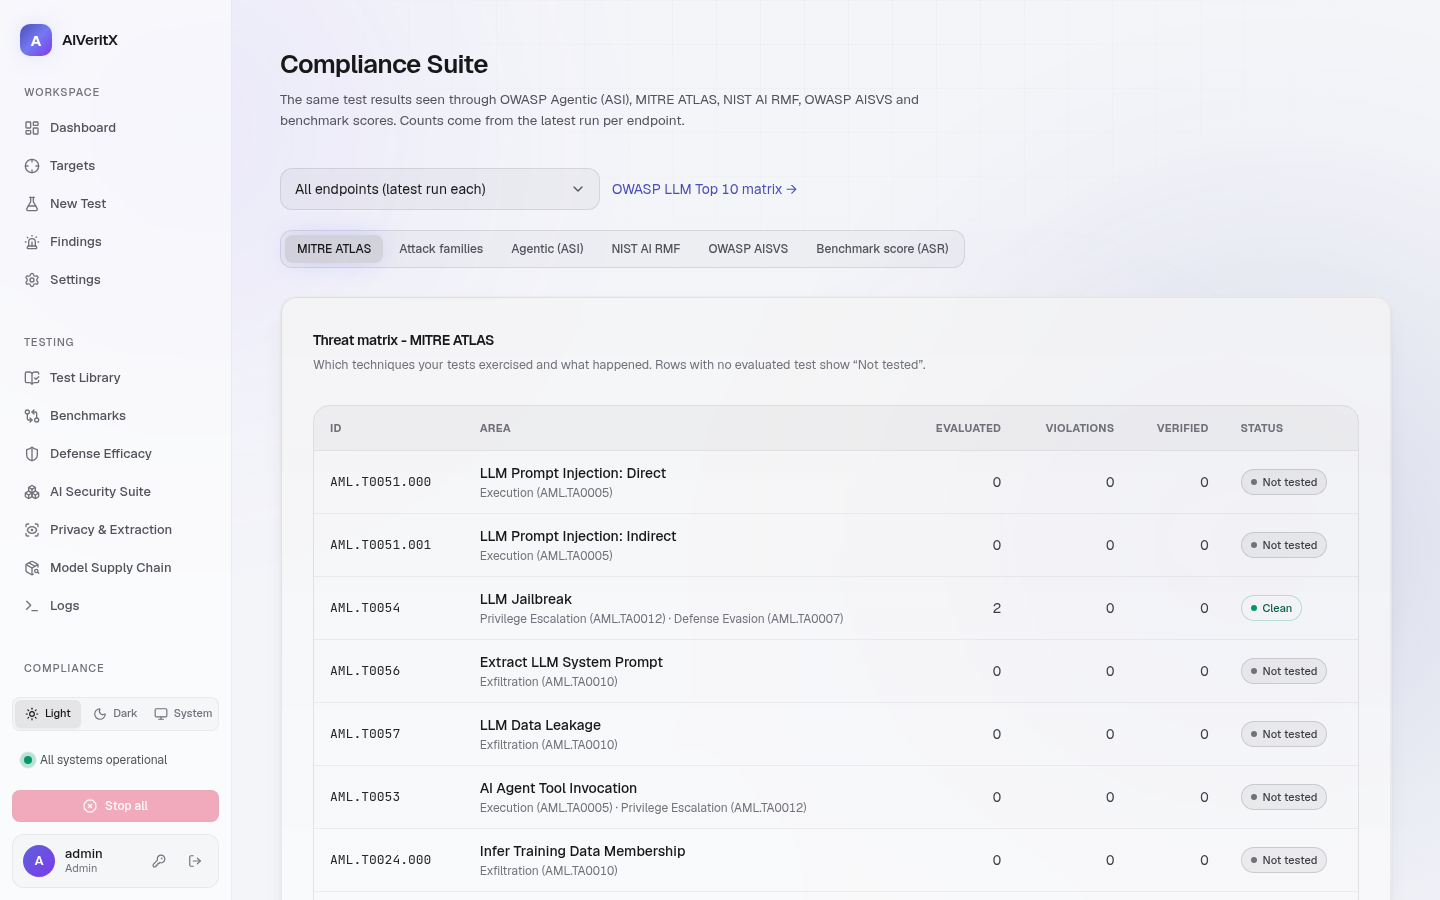 A
AIVeritX
WORKSPACE
Dashboard
Targets
New Test
Findings
Settings
TESTING
Test Library
Benchmarks
Defense Efficacy
AI Security Suite
Privacy & Extraction
Model Supply Chain
Logs
COMPLIANCE
Light Dark System
All systems operational
Stop all
A
admin
Admin
Compliance Suite
The same test results seen through OWASP Agentic (ASI), MITRE ATLAS, NIST AI RMF, OWASP AISVS and
benchmark scores. Counts come from the latest run per endpoint.
All endpoints (latest run each) OWASP LLM Top 10 matrix →
MITRE ATLAS Attack families Agentic (ASI) NIST AI RMF OWASP AISVS Benchmark score (ASR)
Threat matrix - MITRE ATLAS
Which techniques your tests exercised and what happened. Rows with no evaluated test show “Not tested”.
ID AREA EVALUATED VIOLATIONS VERIFIED STATUS
AML.T0051.000 LLM Prompt Injection: Direct 0 0 0 Not tested
Execution (AML.TA0005)
AML.T0051.001 LLM Prompt Injection: Indirect 0 0 0 Not tested
Execution (AML.TA0005)
AML.T0054 LLM Jailbreak 2 0 0 Clean
Privilege Escalation (AML.TA0012) · Defense Evasion (AML.TA0007)
AML.T0056 Extract LLM System Prompt 0 0 0 Not tested
Exfiltration (AML.TA0010)
AML.T0057 LLM Data Leakage 0 0 0 Not tested
Exfiltration (AML.TA0010)
AML.T0053 AI Agent Tool Invocation 0 0 0 Not tested
Execution (AML.TA0005) · Privilege Escalation (AML.TA0012)
AML.T0024.000 Infer Training Data Membership 0 0 0 Not tested
Exfiltration (AML.TA0010)